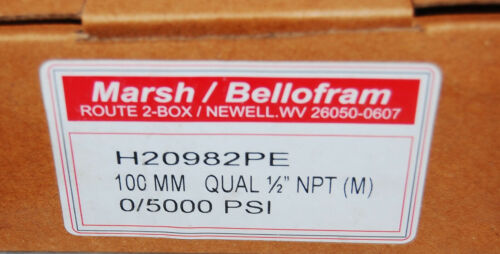 Marsh / Bellofram
ROUTE 2-BOX / NEWELL.WV 26050-0607
H20982PE
100 MM QUAL ½" NPT (M)
0/5000 PSI